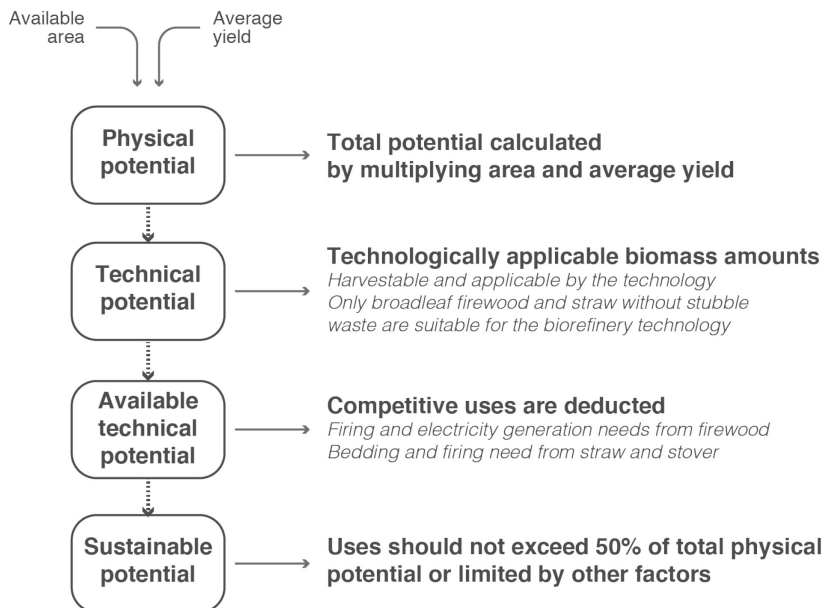 Available
area
Average
yield
Physical
potential
Total potential calculated
by multiplying area and average yield
Technical
potential
Technologically applicable biomass amounts
Harvestable and applicable by the technology
Only broadleaf firewood and straw without stubble
waste are suitable for the biorefinery technology
Available
technical
potential
Competitive uses are deducted
Firing and electricity generation needs from firewood
Bedding and firing need from straw and stover
Sustainable
potential
Uses should not exceed 50% of total physical
potential or limited by other factors